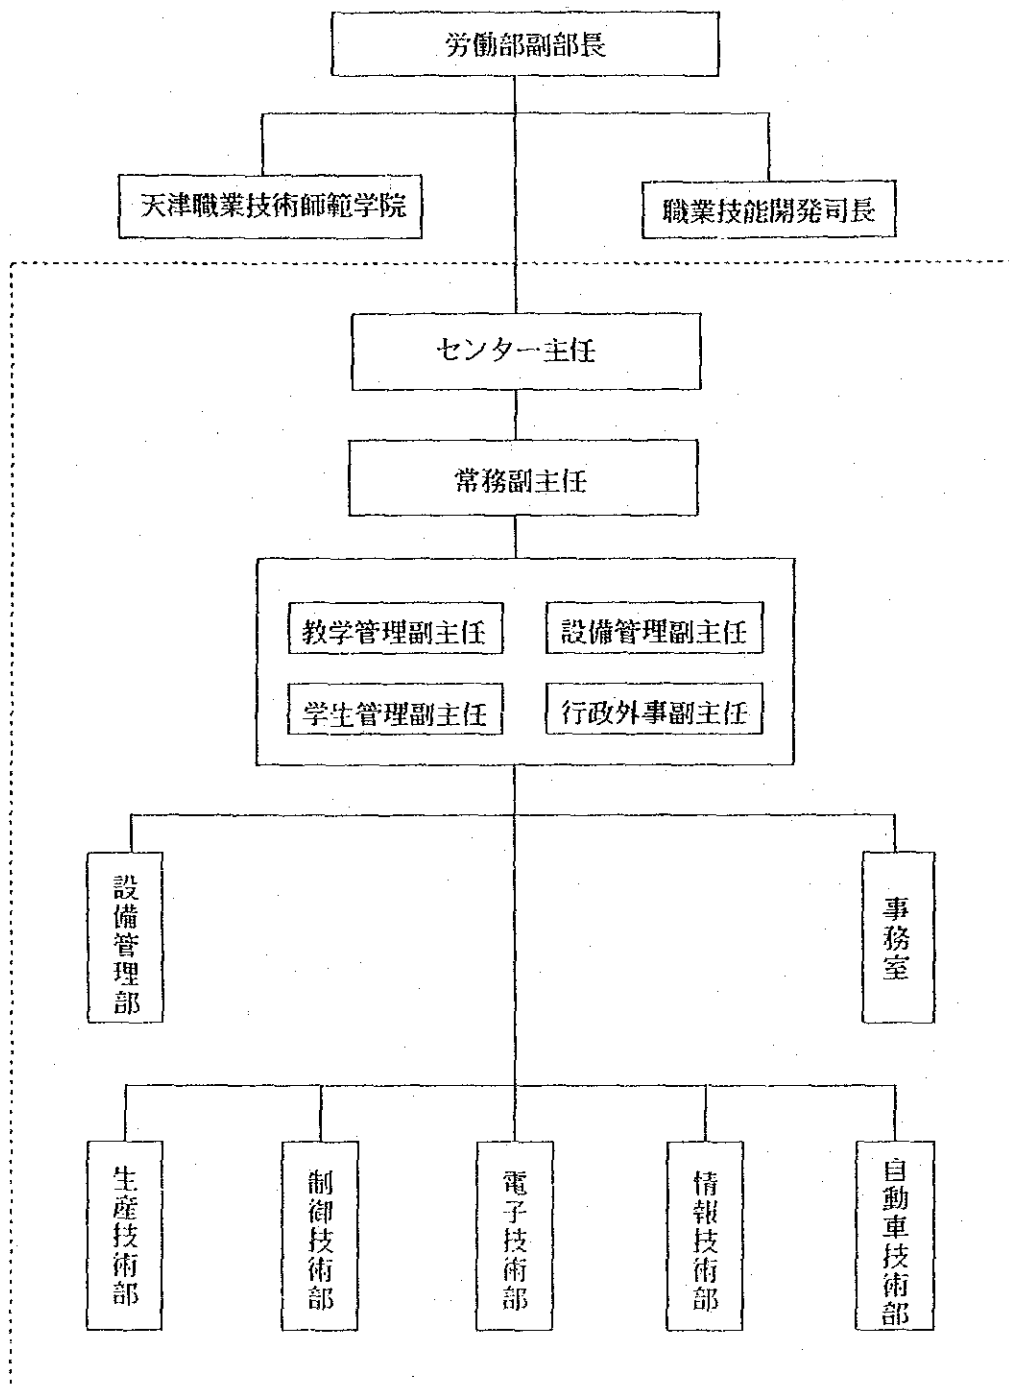 労働部副部長
天津職業技術師範学院
職業技能開発司長
センター主任
常務副主任
教学管理副主任
設備管理副主任
学生管理副主任
行政外事副主任
設備管理部
事務室
生産技術部
制御技術部
電子技術部
情報技術部
自動車技術部